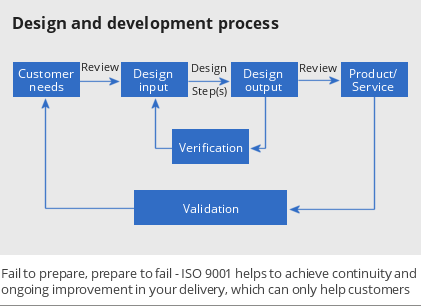 Design and development process
Customer
needs
Review
Design
input
Design
Step(s)
Design
output
Review
Product/
Service
Verification
Validation
Fail to prepare, prepare to fail - ISO 9001 helps to achieve continuity and
ongoing improvement in your delivery, which can only help customers